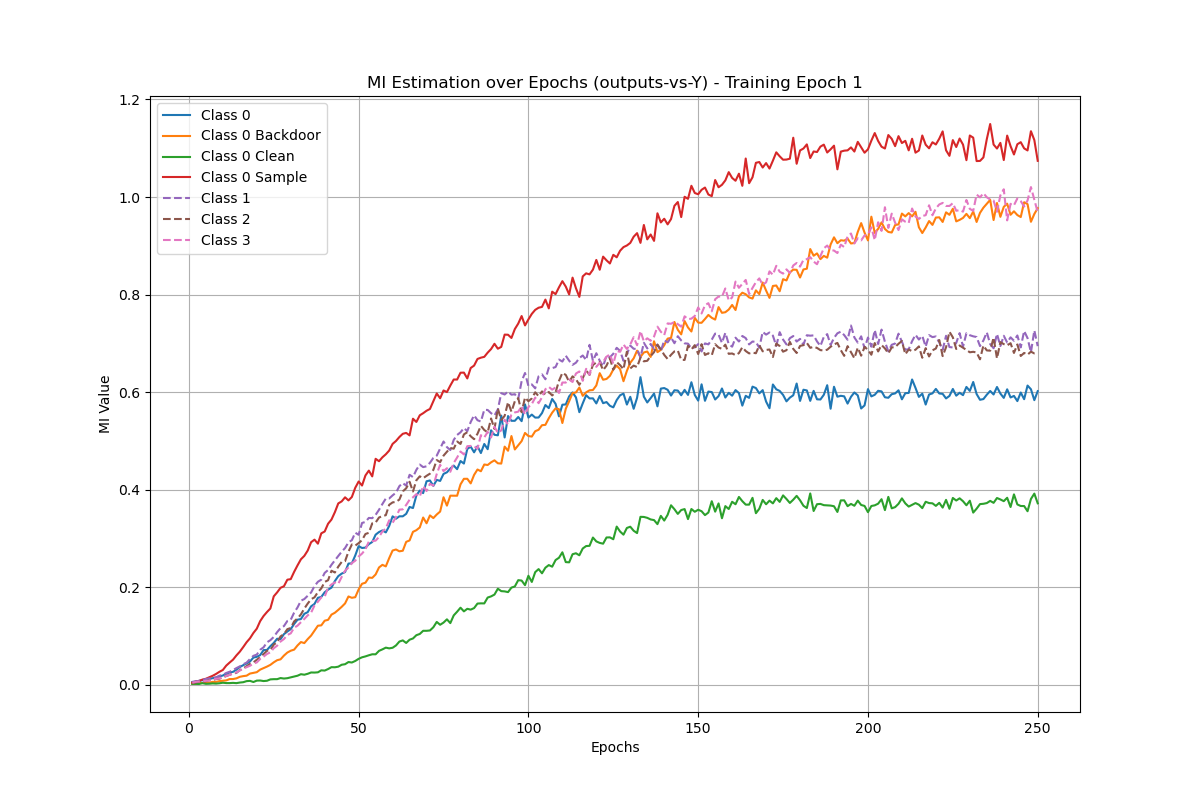 MI Estimation over Epochs (outputs-vs-Y) - Training Epoch 1
Class 0
Class 0 Backdoor
Class 0 Clean
Class 0 Sample
Class 1
Class 2
Class 3
MI Value
1.2
1.0
0.8
0.6
0.4
0.2
0.0
0 50 100 150 200 250
Epochs